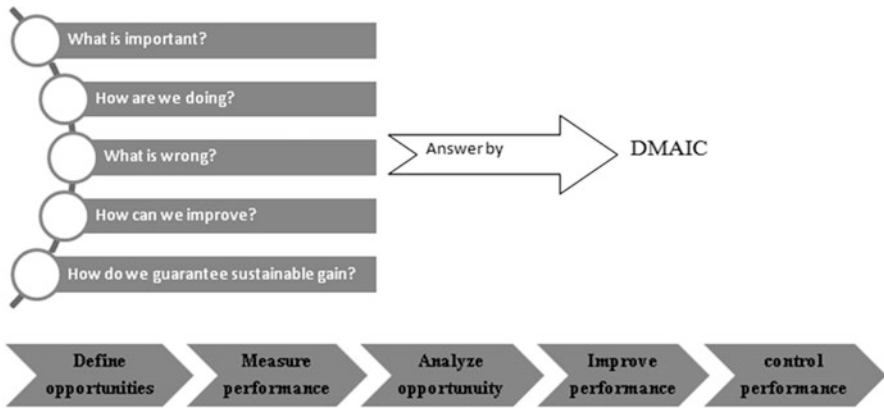 What is important?
How are we doing?
What is wrong?
How can we improve?
How do we guarantee sustainable gain?
Answer by
DMAIC
Define
opportunities
Measure
performance
Analyze
opportunuity
Improve
performance
control
performance